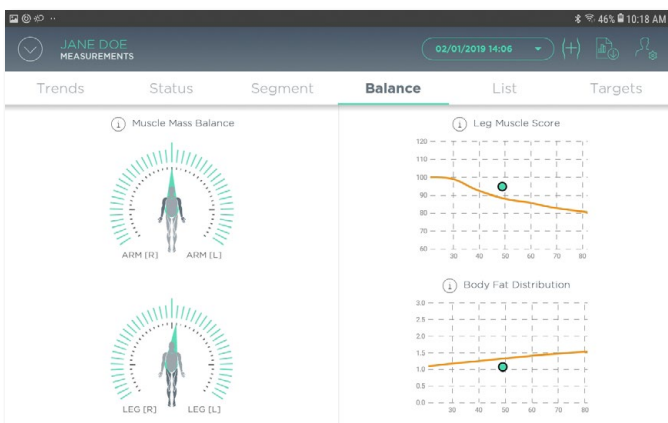 46% 10:18 AM
JANE DOE
MEASUREMENTS
02/01/2019 14:06
Trends Status Segment Balance List Targets
Muscle Mass Balance
ARM [R] ARM [L]
LEG [R] LEG [L]
Leg Muscle Score
120
110
100
90
80
70
60
30 40 50 60 70 80
Body Fat Distribution
3.0
2.5
2.0
1.5
1.0
0.5
0.0
30 40 50 60 70 80